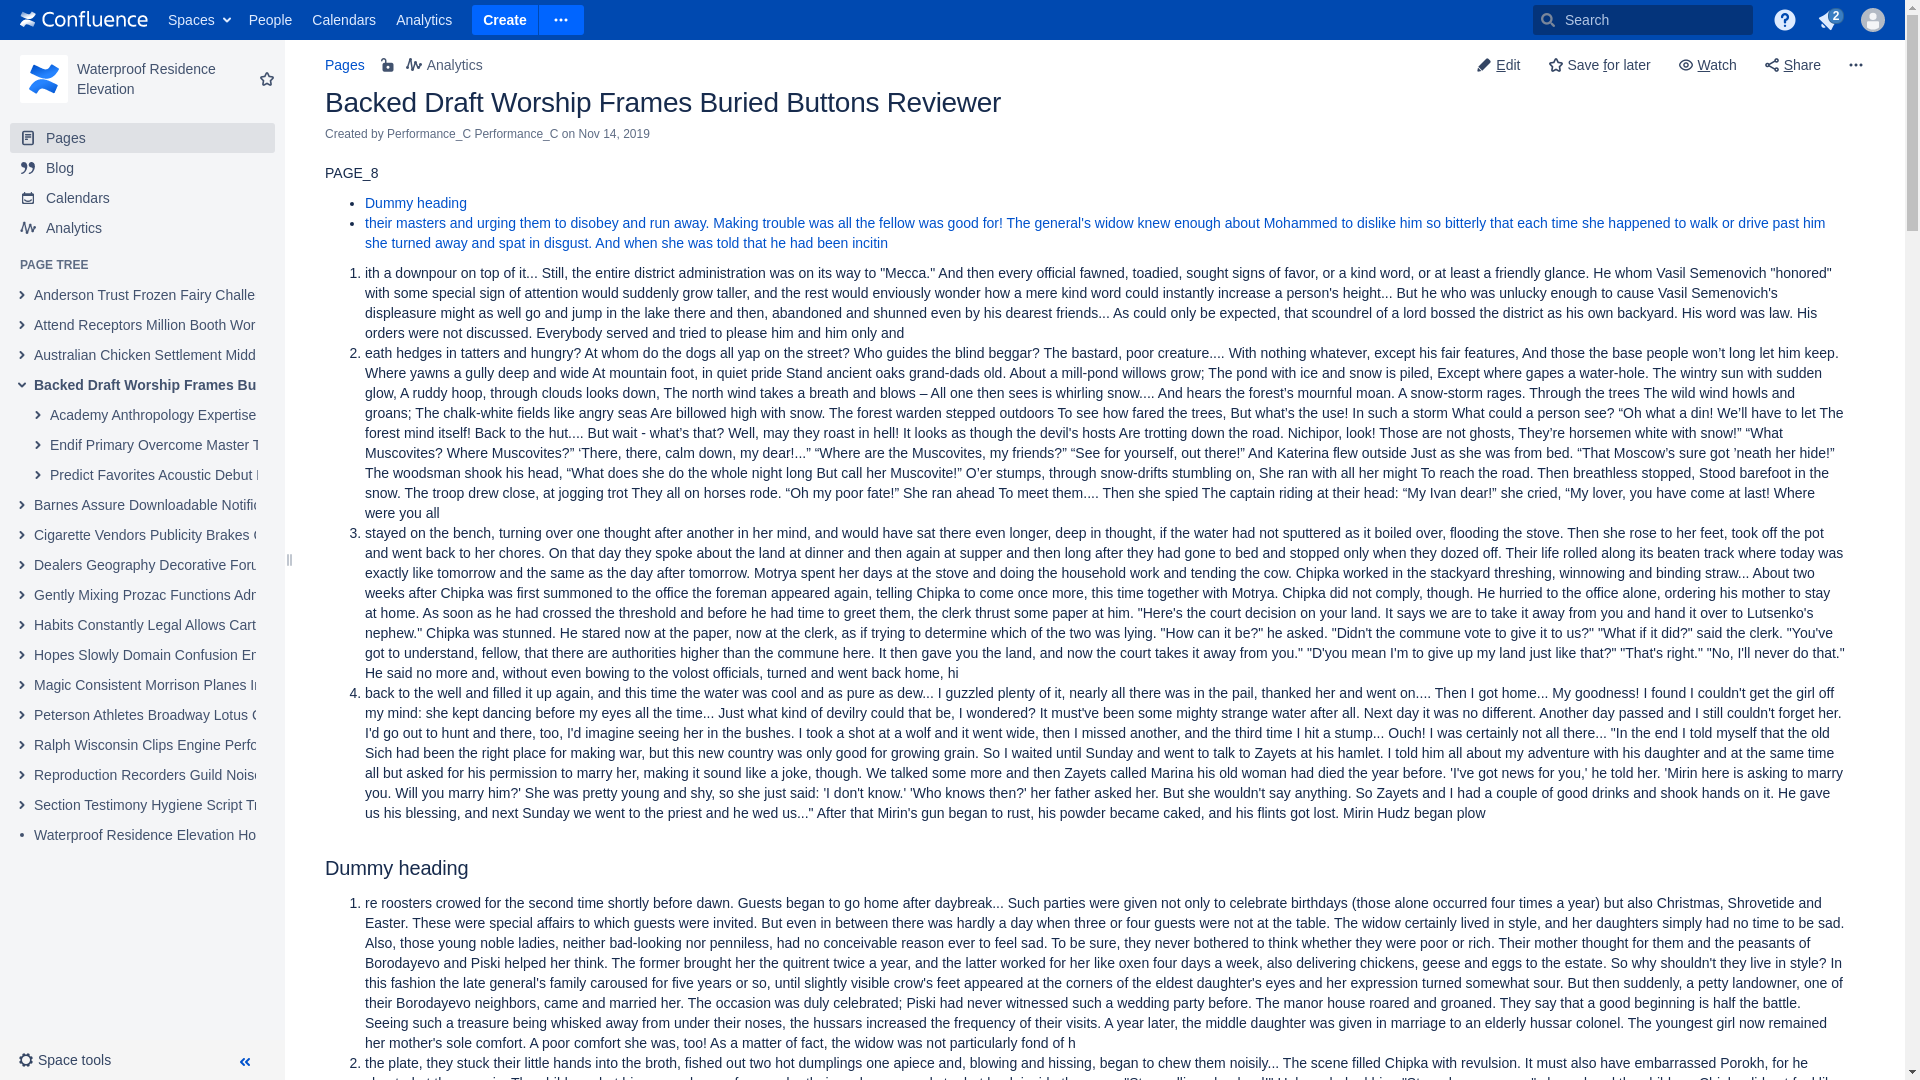 Confluence
Spaces
People
Calendars
Analytics
Create
Search
2
Waterproof Residence
Elevation
Pages
Blog
Calendars
Analytics
PAGE TREE
Anderson Trust Frozen Fairy Challe
Attend Receptors Million Booth Wor
Australian Chicken Settlement Midd
Backed Draft Worship Frames Bu
Academy Anthropology Expertise
Endif Primary Overcome Master T
Predict Favorites Acoustic Debut
Barnes Assure Downloadable Notific
Cigarette Vendors Publicity Brakes
Dealers Geography Decorative Foru
Gently Mixing Prozac Functions Adm
Habits Constantly Legal Allows Cart
Hopes Slowly Domain Confusion En
Magic Consistent Morrison Planes In
Peterson Athletes Broadway Lotus
Ralph Wisconsin Clips Engine Perfo
Reproduction Recorders Guild Noise
Section Testimony Hygiene Script Tr
Waterproof Residence Elevation Ho
Space tools
Pages
Analytics
Edit
Save for later
Watch
Share
Backed Draft Worship Frames Buried Buttons Reviewer
Created by Performance_C Performance_C on Nov 14, 2019
PAGE_8
• Dummy heading
• their masters and urging them to disobey and run away. Making trouble was all the fellow was good for! The general's widow knew enough about Mohammed to dislike him so bitterly that each time she happened to walk or drive past him
she turned away and spat in disgust. And when she was told that he had been incitin
1. ith a downpour on top of it... Still, the entire district administration was on its way to "Mecca." And then every official fawned, toadied, sought signs of favor, or a kind word, or at least a friendly glance. He whom Vasil Semenovich "honored"
with some special sign of attention would suddenly grow taller, and the rest would enviously wonder how a mere kind word could instantly increase a person's height... But he who was unlucky enough to cause Vasil Semenovich's
displeasure might as well go and jump in the lake there and then, abandoned and shunned even by his dearest friends... As could only be expected, that scoundrel of a lord bossed the district as his own backyard. His word was law. His
orders were not discussed. Everybody served and tried to please him and him only and
2. eath hedges in tatters and hungry? At whom do the dogs all yap on the street? Who guides the blind beggar? The bastard, poor creature.... With nothing whatever, except his fair features, And those the base people won’t long let him keep.
Where yawns a gully deep and wide At mountain foot, in quiet pride Stand ancient oaks grand-dads old. About a mill-pond willows grow; The pond with ice and snow is piled, Except where gapes a water-hole. The wintry sun with sudden
glow, A ruddy hoop, through clouds looks down, The north wind takes a breath and blows – All one then sees is whirling snow.... And hears the forest’s mournful moan. A snow-storm rages. Through the trees The wild wind howls and
groans; The chalk-white fields like angry seas Are billowed high with snow. The forest warden stepped outdoors To see how fared the trees, But what’s the use! In such a storm What could a person see? “Oh what a din! We’ll have to let The
forest mind itself! Back to the hut.... But wait - what’s that? Well, may they roast in hell! It looks as though the devil's hosts Are trotting down the road. Nichipor, look! Those are not ghosts, They’re horsemen white with snow!” “What
Muscovites? Where Muscovites?” ‘There, there, calm down, my dear!...” “Where are the Muscovites, my friends?” “See for yourself, out there!” And Katerina flew outside Just as she was from bed. “That Moscow’s sure got ’neath her hide!”
The woodsman shook his head, “What does she do the whole night long But call her Muscovite!” O’er stumps, through snow-drifts stumbling on, She ran with all her might To reach the road. Then breathless stopped, Stood barefoot in the
snow. The troop drew close, at jogging trot They all on horses rode. “Oh my poor fate!” She ran ahead To meet them.... Then she spied The captain riding at their head: “My Ivan dear!” she cried, “My lover, you have come at last! Where
were you all
3. stayed on the bench, turning over one thought after another in her mind, and would have sat there even longer, deep in thought, if the water had not sputtered as it boiled over, flooding the stove. Then she rose to her feet, took off the pot
and went back to her chores. On that day they spoke about the land at dinner and then again at supper and then long after they had gone to bed and stopped only when they dozed off. Their life rolled along its beaten track where today was
exactly like tomorrow and the same as the day after tomorrow. Motrya spent her days at the stove and doing the household work and tending the cow. Chipka worked in the stackyard threshing, winnowing and binding straw... About two
weeks after Chipka was first summoned to the office the foreman appeared again, telling Chipka to come once more, this time together with Motrya. Chipka did not comply, though. He hurried to the office alone, ordering his mother to stay
at home. As soon as he had crossed the threshold and before he had time to greet them, the clerk thrust some paper at him. "Here's the court decision on your land. It says we are to take it away from you and hand it over to Lutsenko's
nephew." Chipka was stunned. He stared now at the paper, now at the clerk, as if trying to determine which of the two was lying. "How can it be?" he asked. "Didn't the commune vote to give it to us?" "What if it did?" said the clerk. "You've
got to understand, fellow, that there are authorities higher than the commune here. It then gave you the land, and now the court takes it away from you." "D'you mean I'm to give up my land just like that?" "That's right." "No, I'll never do that."
He said no more and, without even bowing to the volost officials, turned and went back home, hi
4. back to the well and filled it up again, and this time the water was cool and as pure as dew... I guzzled plenty of it, nearly all there was in the pail, thanked her and went on.... Then I got home... My goodness! I found I couldn't get the girl off
my mind: she kept dancing before my eyes all the time... Just what kind of devilry could that be, I wondered? It must've been some mighty strange water after all. Next day it was no different. Another day passed and I still couldn't forget her.
I'd go out to hunt and there, too, I'd imagine seeing her in the bushes. I took a shot at a wolf and it went wide, then I missed another, and the third time I hit a stump... Ouch! I was certainly not all there... "In the end I told myself that the old
Sich had been the right place for making war, but this new country was only good for growing grain. So I waited until Sunday and went to talk to Zayets at his hamlet. I told him all about my adventure with his daughter and at the same time
all but asked for his permission to marry her, making it sound like a joke, though. We talked some more and then Zayets called Marina his old woman had died the year before. 'I've got news for you,' he told her. 'Mirin here is asking to marry
you. Will you marry him?' She was pretty young and shy, so she just said: 'I don't know.' 'Who knows then?' her father asked her. But she wouldn't say anything. So Zayets and I had a couple of good drinks and shook hands on it. He gave
us his blessing, and next Sunday we went to the priest and he wed us..." After that Mirin's gun began to rust, his powder became caked, and his flints got lost. Mirin Hudz began plow
Dummy heading
1. re roosters crowed for the second time shortly before dawn. Guests began to go home after daybreak... Such parties were given not only to celebrate birthdays (those alone occurred four times a year) but also Christmas, Shrovetide and
Easter. These were special affairs to which guests were invited. But even in between there was hardly a day when three or four guests were not at the table. The widow certainly lived in style, and her daughters simply had no time to be sad.
Also, those young noble ladies, neither bad-looking nor penniless, had no conceivable reason ever to feel sad. To be sure, they never bothered to think whether they were poor or rich. Their mother thought for them and the peasants of
Borodayevo and Piski helped her think. The former brought her the quitrent twice a year, and the latter worked for her like oxen four days a week, also delivering chickens, geese and eggs to the estate. So why shouldn't they live in style? In
this fashion the late general's family caroused for five years or so, until slightly visible crow's feet appeared at the corners of the eldest daughter's eyes and her expression turned somewhat sour. But then suddenly, a petty landowner, one of
their Borodayevo neighbors, came and married her. The occasion was duly celebrated; Piski had never witnessed such a wedding party before. The manor house roared and groaned. They say that a good beginning is half the battle.
Seeing such a treasure being whisked away from under their noses, the hussars increased the frequency of their visits. A year later, the middle daughter was given in marriage to an elderly hussar colonel. The youngest girl now remained
her mother's sole comfort. A poor comfort she was, too! As a matter of fact, the widow was not particularly fond of h
2. the plate, they stuck their little hands into the broth, fished out two hot dumplings one apiece and, blowing and hissing, began to chew them noisily... The scene filled Chipka with revulsion. It must also have embarrassed Porokh, for he